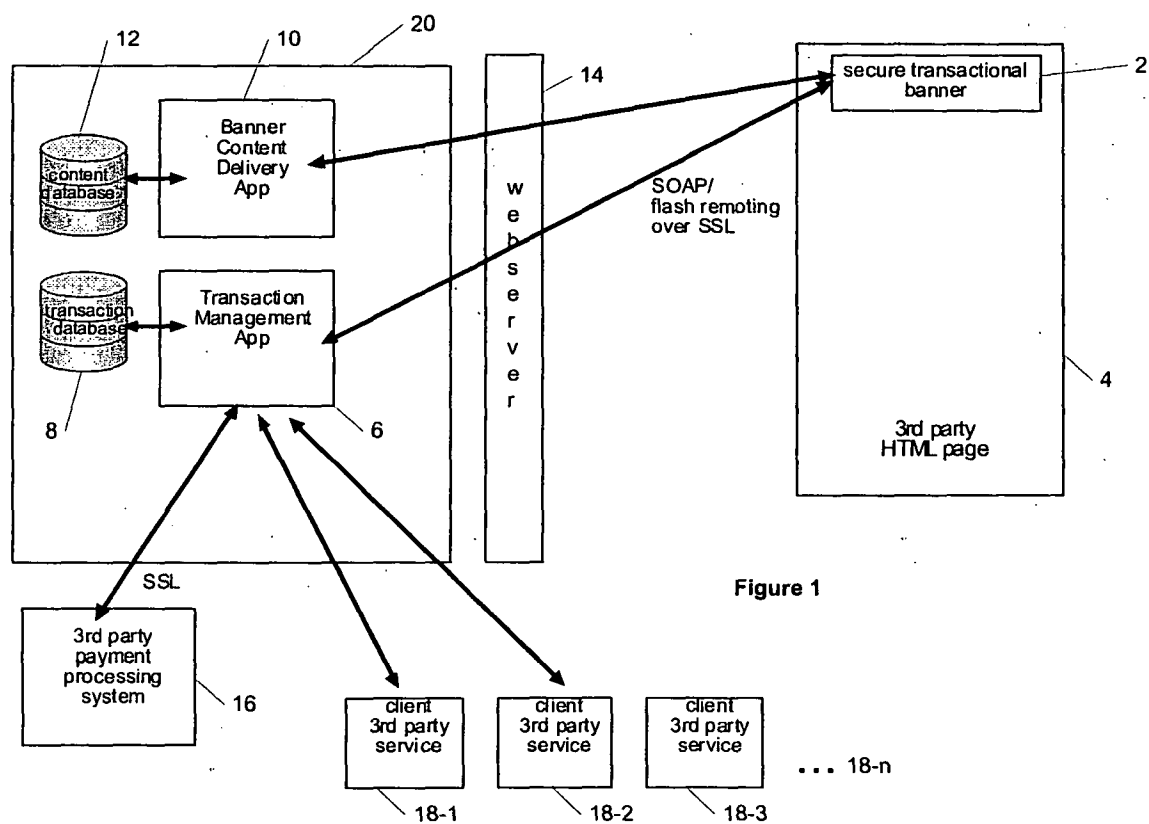 12
10
20
14
2
secure transactional
banner
Banner
Content
Delivery
App
content
database
w
e
b
s
e
r
v
e
r
SOAP/
flash remoting
over SSL
Transaction
Management
App
transaction
database
8
6
4
3rd party
HTML page
SSL
Figure 1
3rd party
payment
processing
system
16
client
3rd party
service
client
3rd party
service
client
3rd party
service
... 18-n
18-1
18-2
18-3